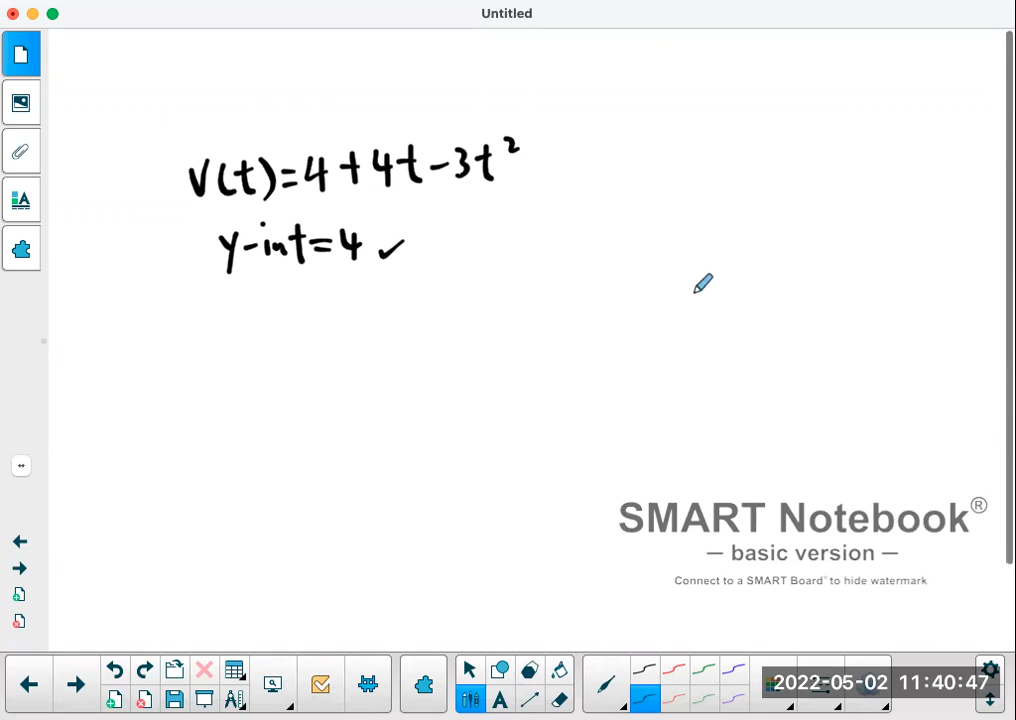 Untitled
V(t)=4+4t-3t²
y-int=4 ✓
SMART Notebook®
— basic version —
Connect to a SMART Board® to hide watermark
2022-05-02 11:40:47